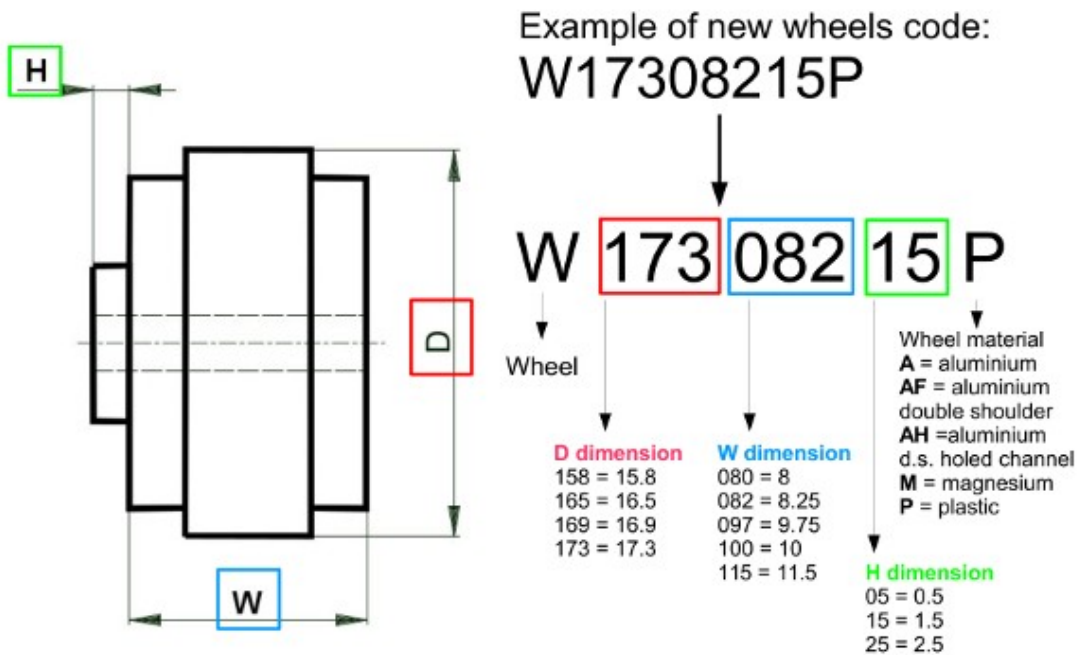 Example of new wheels code:
W17308215P
H
W 173 082 15 P
D
Wheel
Wheel material
A = aluminium
AF = aluminium
double shoulder
AH =aluminium
d.s. holed channel
M = magnesium
P = plastic
D dimension
158 = 15.8
165 = 16.5
169 = 16.9
173 = 17.3
W dimension
080 = 8
082 = 8.25
097 = 9.75
100 = 10
115 = 11.5
H dimension
05 = 0.5
15 = 1.5
25 = 2.5
W